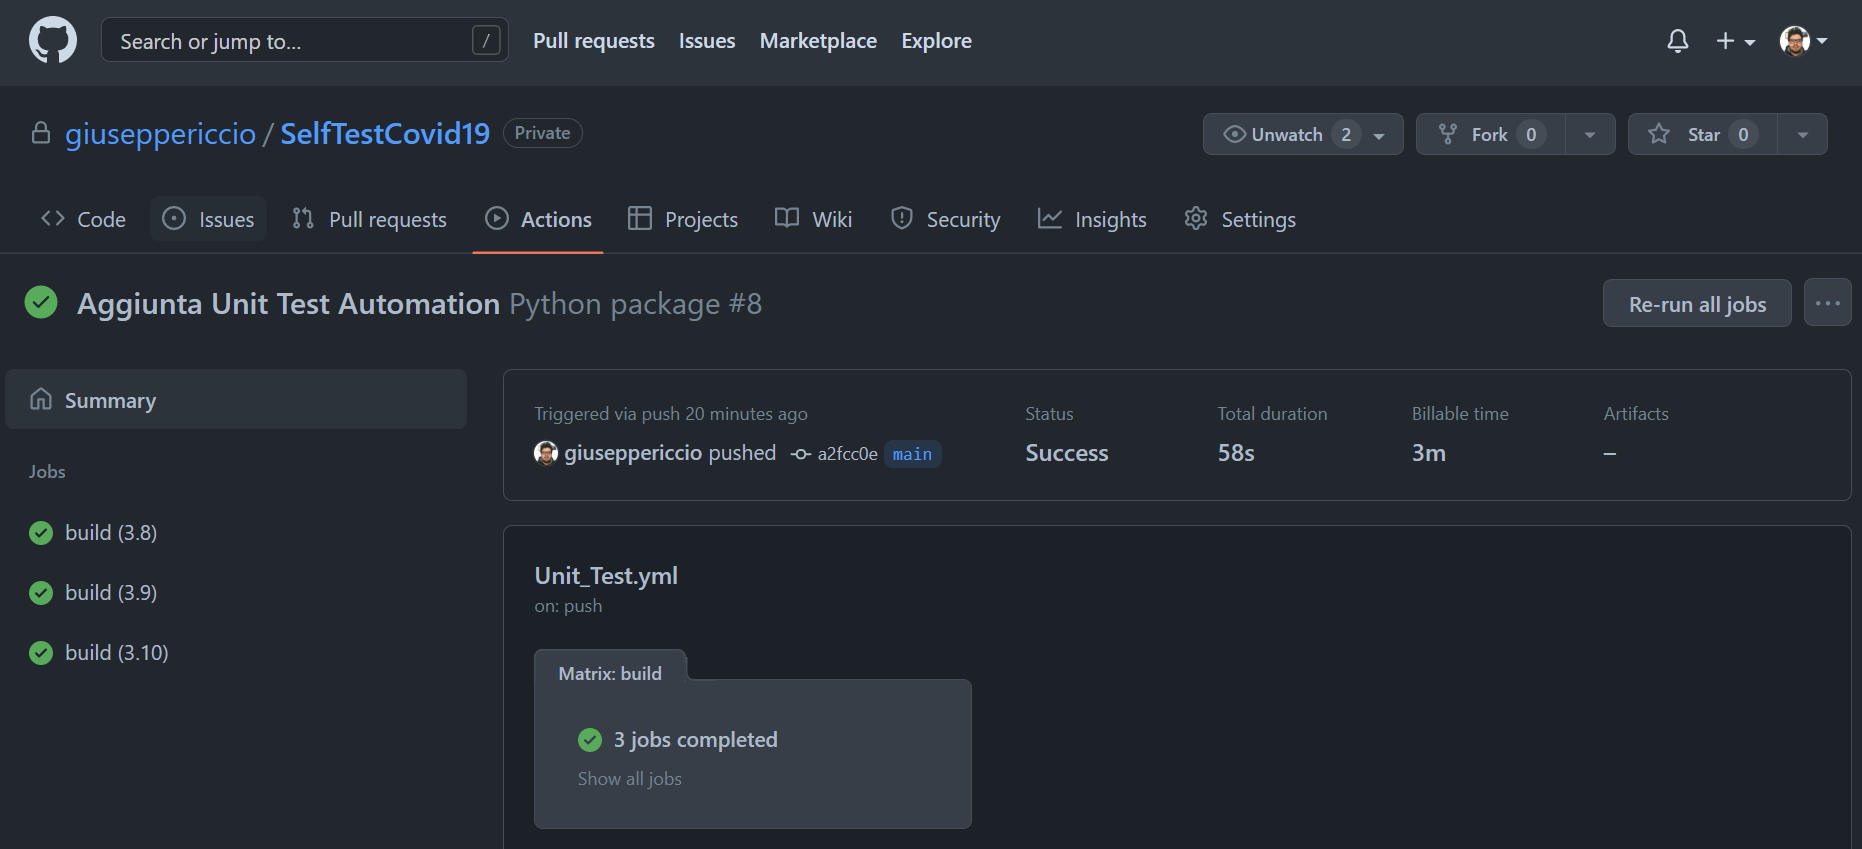 Search or jump to... / Pull requests Issues Marketplace Explore
giuseppericcio / SelfTestCovid19 Private Unwatch 2 Fork 0 Star 0
Code Issues Pull requests Actions Projects Wiki Security Insights Settings
Aggiunta Unit Test Automation Python package #8 Re-run all jobs ...
Summary
Jobs
build (3.8)
build (3.9)
build (3.10)
Triggered via push 20 minutes ago Status Total duration Billable time Artifacts
giuseppericcio pushed a2fcc0e main Success 58s 3m –
Unit_Test.yml
on: push
Matrix: build
3 jobs completed
Show all jobs